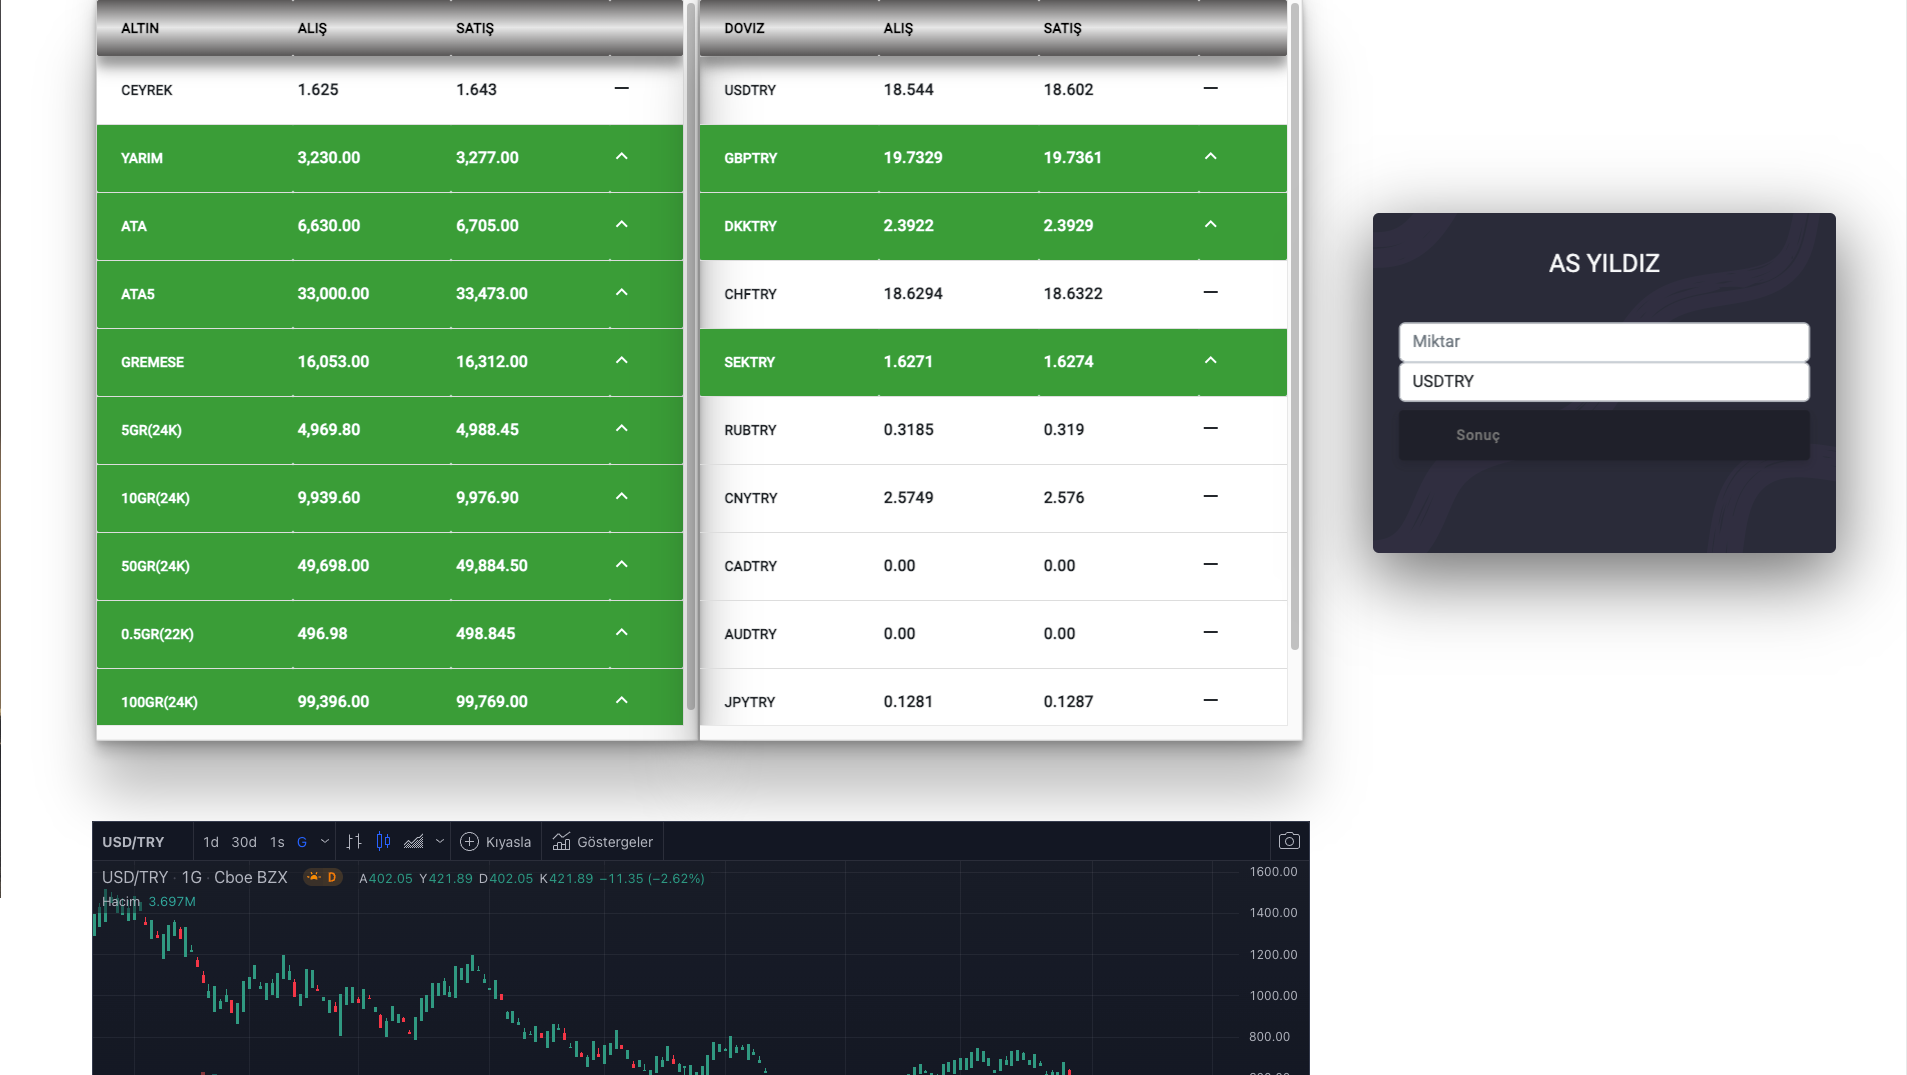 ALTIN ALIŞ SATIŞ
CEYREK 1.625 1.643
YARIM 3,230.00 3,277.00
ATA 6,630.00 6,705.00
ATA5 33,000.00 33,473.00
GREMESE 16,053.00 16,312.00
5GR(24K) 4,969.80 4,988.45
10GR(24K) 9,939.60 9,976.90
50GR(24K) 49,698.00 49,884.50
0.5GR(22K) 496.98 498.845
100GR(24K) 99,396.00 99,769.00
DOVIZ ALIŞ SATIŞ
USDTRY 18.544 18.602
GBPTRY 19.7329 19.7361
DKKTRY 2.3922 2.3929
CHFTRY 18.6294 18.6322
SEKTRY 1.6271 1.6274
RUBTRY 0.3185 0.319
CNYTRY 2.5749 2.576
CADTRY 0.00 0.00
AUDTRY 0.00 0.00
JPYTRY 0.1281 0.1287
AS YILDIZ
Miktar
USDTRY
Sonuç
USD/TRY 1d 30d 1s G Kıyasla Göstergeler
USD/TRY · 1G · Cboe BZX D A402.05 Y421.89 D402.05 K421.89 −11.35 (−2.62%)
Hacim 3.697M
1600.00
1400.00
1200.00
1000.00
800.00